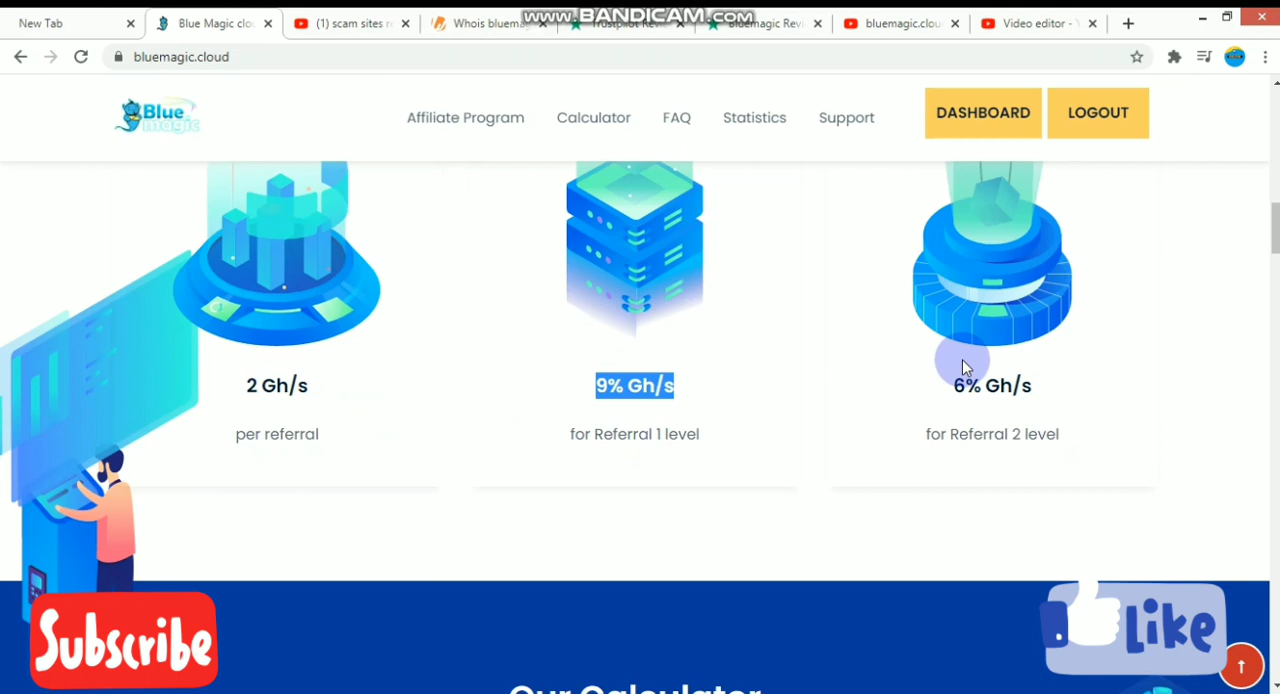 www.BANDICAM.com
New Tab
Blue Magic clo
(1) scam sites r
Whois bluem
Trustpilot Rev
Bluemagic Rev
bluemagic.clou
Video editor - Y
bluemagic.cloud
Blue
magic
Affiliate Program
Calculator
FAQ
Statistics
Support
DASHBOARD
LOGOUT
2 Gh/s
9% Gh/s
6% Gh/s
per referral
for Referral 1 level
for Referral 2 level
Subscribe
Like
Our Calculator